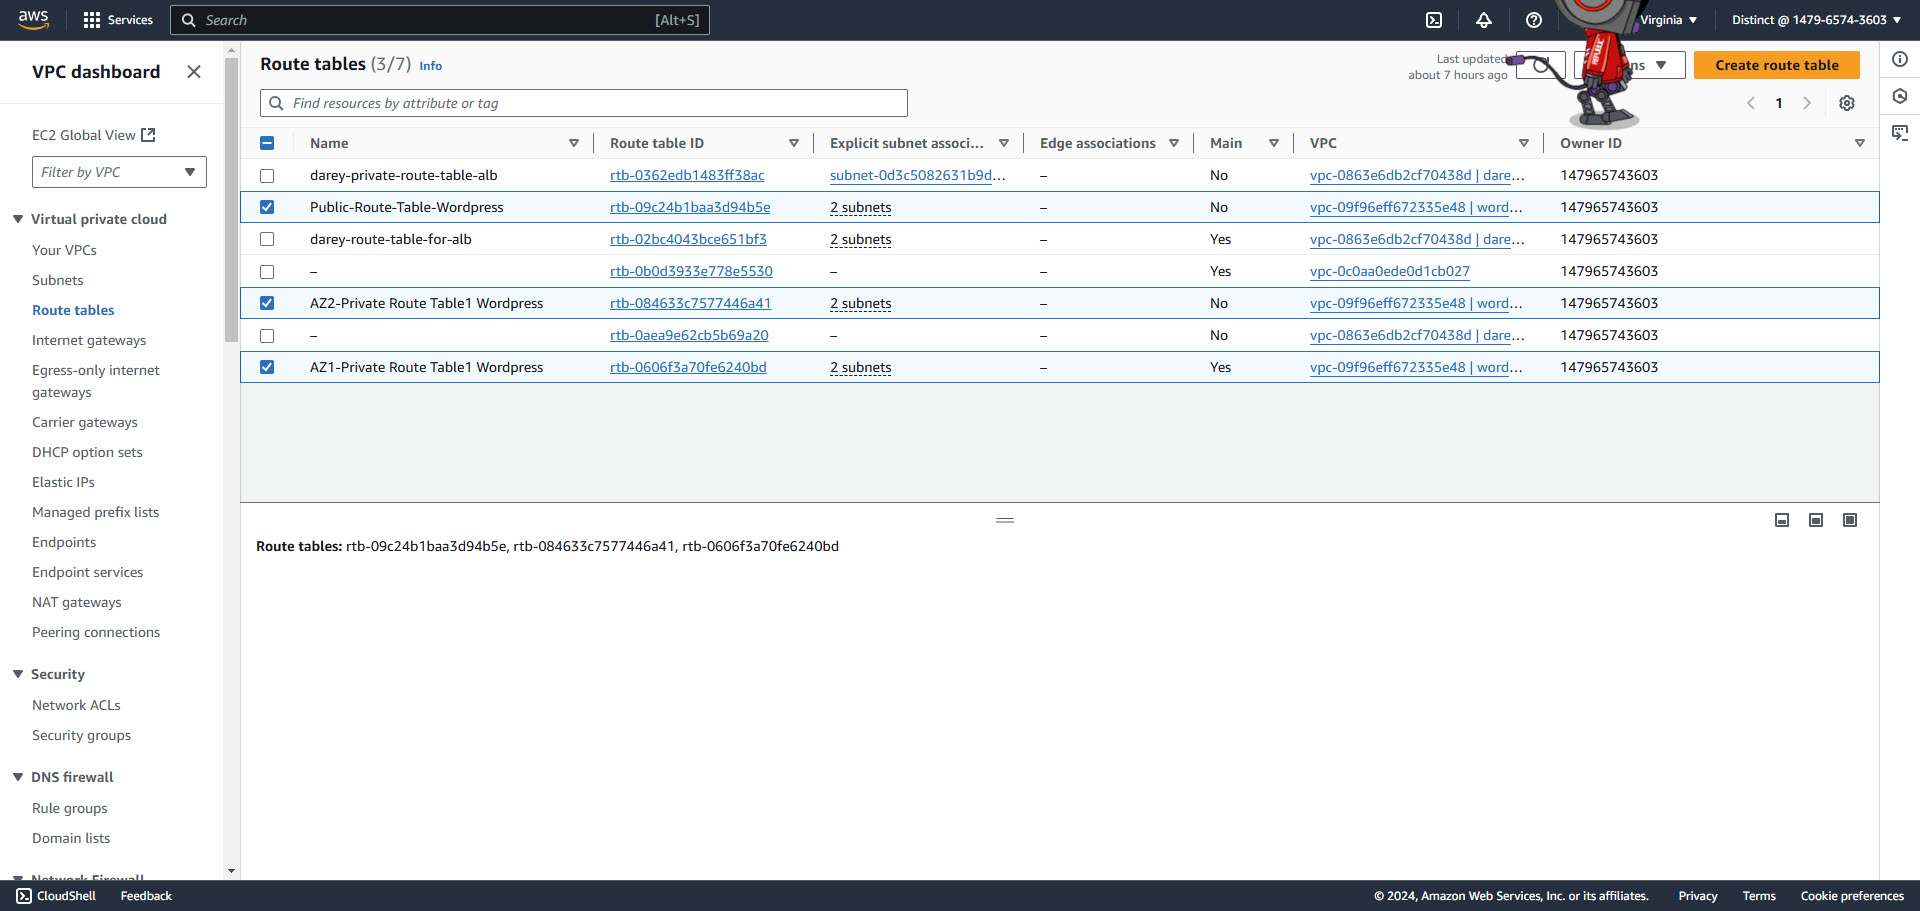 aws
Services
Search
[Alt+S]
Virginia
Distinct @ 1479-6574-3603
VPC dashboard
EC2 Global View
Filter by VPC
Virtual private cloud
Your VPCs
Subnets
Route tables
Internet gateways
Egress-only internet
gateways
Carrier gateways
DHCP option sets
Elastic IPs
Managed prefix lists
Endpoints
Endpoint services
NAT gateways
Peering connections
Security
Network ACLs
Security groups
DNS firewall
Rule groups
Domain lists
Network Firewall
Route tables (3/7) Info
Last updated
about 7 hours ago
Create route table
Find resources by attribute or tag
1
Name Route table ID Explicit subnet associ... Edge associations Main VPC Owner ID
darey-private-route-table-alb rtb-0362edb1483ff38ac subnet-0d3c5082631b9d... – No vpc-0863e6db2cf70438d | dare... 147965743603
Public-Route-Table-Wordpress rtb-09c24b1baa3d94b5e 2 subnets – No vpc-09f96eff672335e48 | word... 147965743603
darey-route-table-for-alb rtb-02bc4043bce651bf3 2 subnets – Yes vpc-0863e6db2cf70438d | dare... 147965743603
– rtb-0b0d3933e778e5530 – – Yes vpc-0c0aa0ede0d1cb027 147965743603
AZ2-Private Route Table1 Wordpress rtb-084633c7577446a41 2 subnets – No vpc-09f96eff672335e48 | word... 147965743603
– rtb-0aea9e62cb5b69a20 – – No vpc-0863e6db2cf70438d | dare... 147965743603
AZ1-Private Route Table1 Wordpress rtb-0606f3a70fe6240bd 2 subnets – Yes vpc-09f96eff672335e48 | word... 147965743603
Route tables: rtb-09c24b1baa3d94b5e, rtb-084633c7577446a41, rtb-0606f3a70fe6240bd
CloudShell
Feedback
© 2024, Amazon Web Services, Inc. or its affiliates.
Privacy
Terms
Cookie preferences